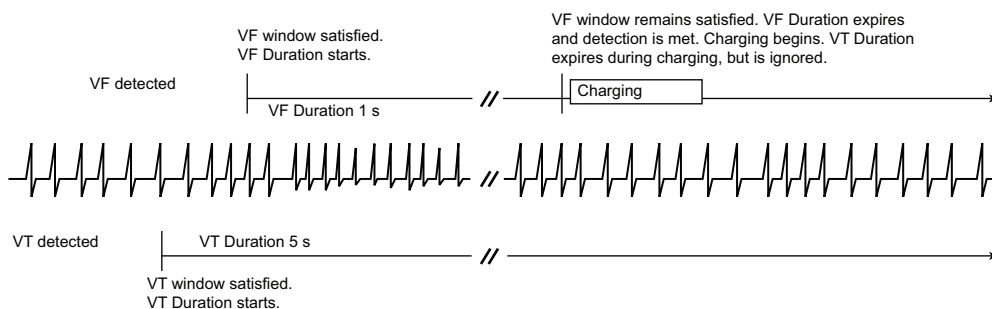 VF window satisfied.
VF Duration starts.
VF window remains satisfied. VF Duration expires
and detection is met. Charging begins. VT Duration
expires during charging, but is ignored.
VF detected
Charging
VF Duration 1 s
VT detected
VT Duration 5 s
VT window satisfied.
VT Duration starts.